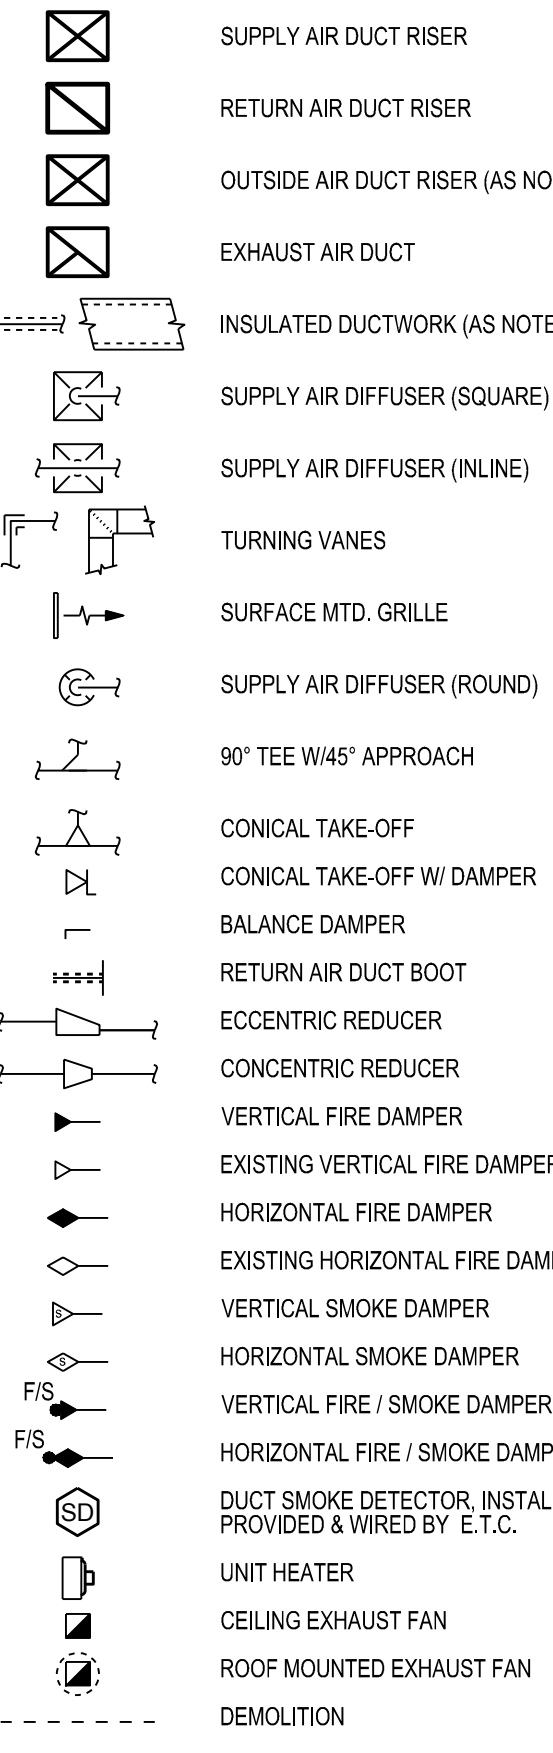 SUPPLY AIR DUCT RISER
RETURN AIR DUCT RISER
OUTSIDE AIR DUCT RISER (AS NO
EXHAUST AIR DUCT
INSULATED DUCTWORK (AS NOTE
SUPPLY AIR DIFFUSER (SQUARE)
SUPPLY AIR DIFFUSER (INLINE)
TURNING VANES
SURFACE MTD. GRILLE
SUPPLY AIR DIFFUSER (ROUND)
90° TEE W/45° APPROACH
CONICAL TAKE-OFF
CONICAL TAKE-OFF W/ DAMPER
BALANCE DAMPER
RETURN AIR DUCT BOOT
ECCENTRIC REDUCER
CONCENTRIC REDUCER
VERTICAL FIRE DAMPER
EXISTING VERTICAL FIRE DAMPER
HORIZONTAL FIRE DAMPER
EXISTING HORIZONTAL FIRE DAM
S VERTICAL SMOKE DAMPER
S HORIZONTAL SMOKE DAMPER
F/S VERTICAL FIRE / SMOKE DAMPER
F/S HORIZONTAL FIRE / SMOKE DAMP
SD DUCT SMOKE DETECTOR, INSTAL
PROVIDED & WIRED BY E.T.C.
UNIT HEATER
CEILING EXHAUST FAN
ROOF MOUNTED EXHAUST FAN
DEMOLITION